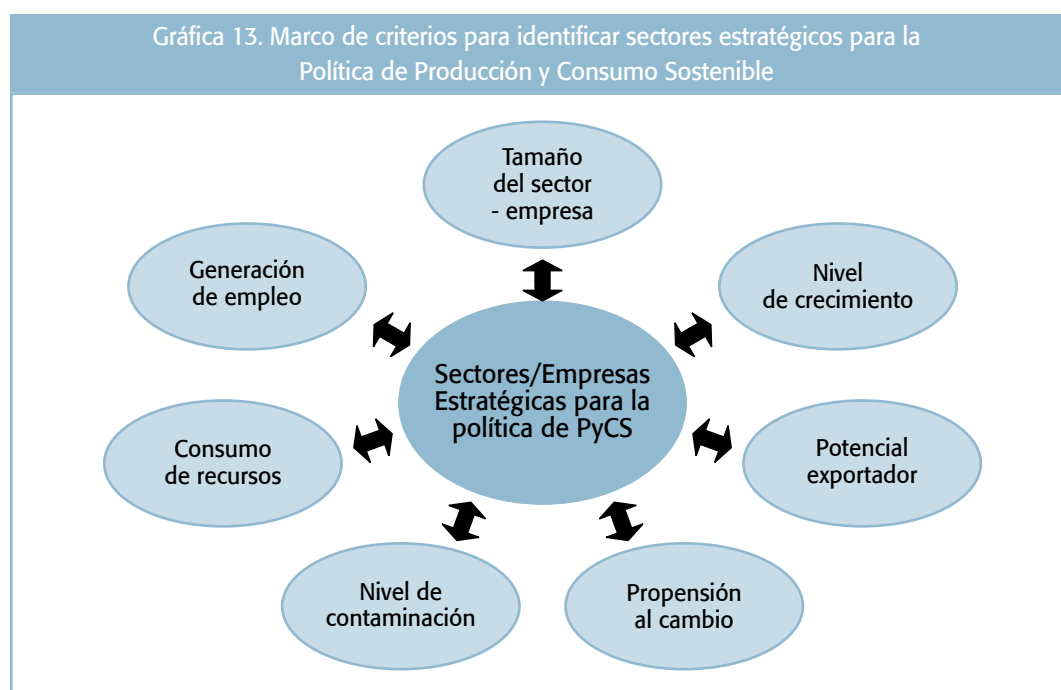 Gráfica 13. Marco de criterios para identificar sectores estratégicos para la
Política de Producción y Consumo Sostenible
Tamaño
del sector
- empresa
Generación
de empleo
Nivel
de crecimiento
Sectores/Empresas
Estratégicas para la
política de PyCS
Consumo
de recursos
Potencial
exportador
Nivel de
contaminación
Propensión
al cambio